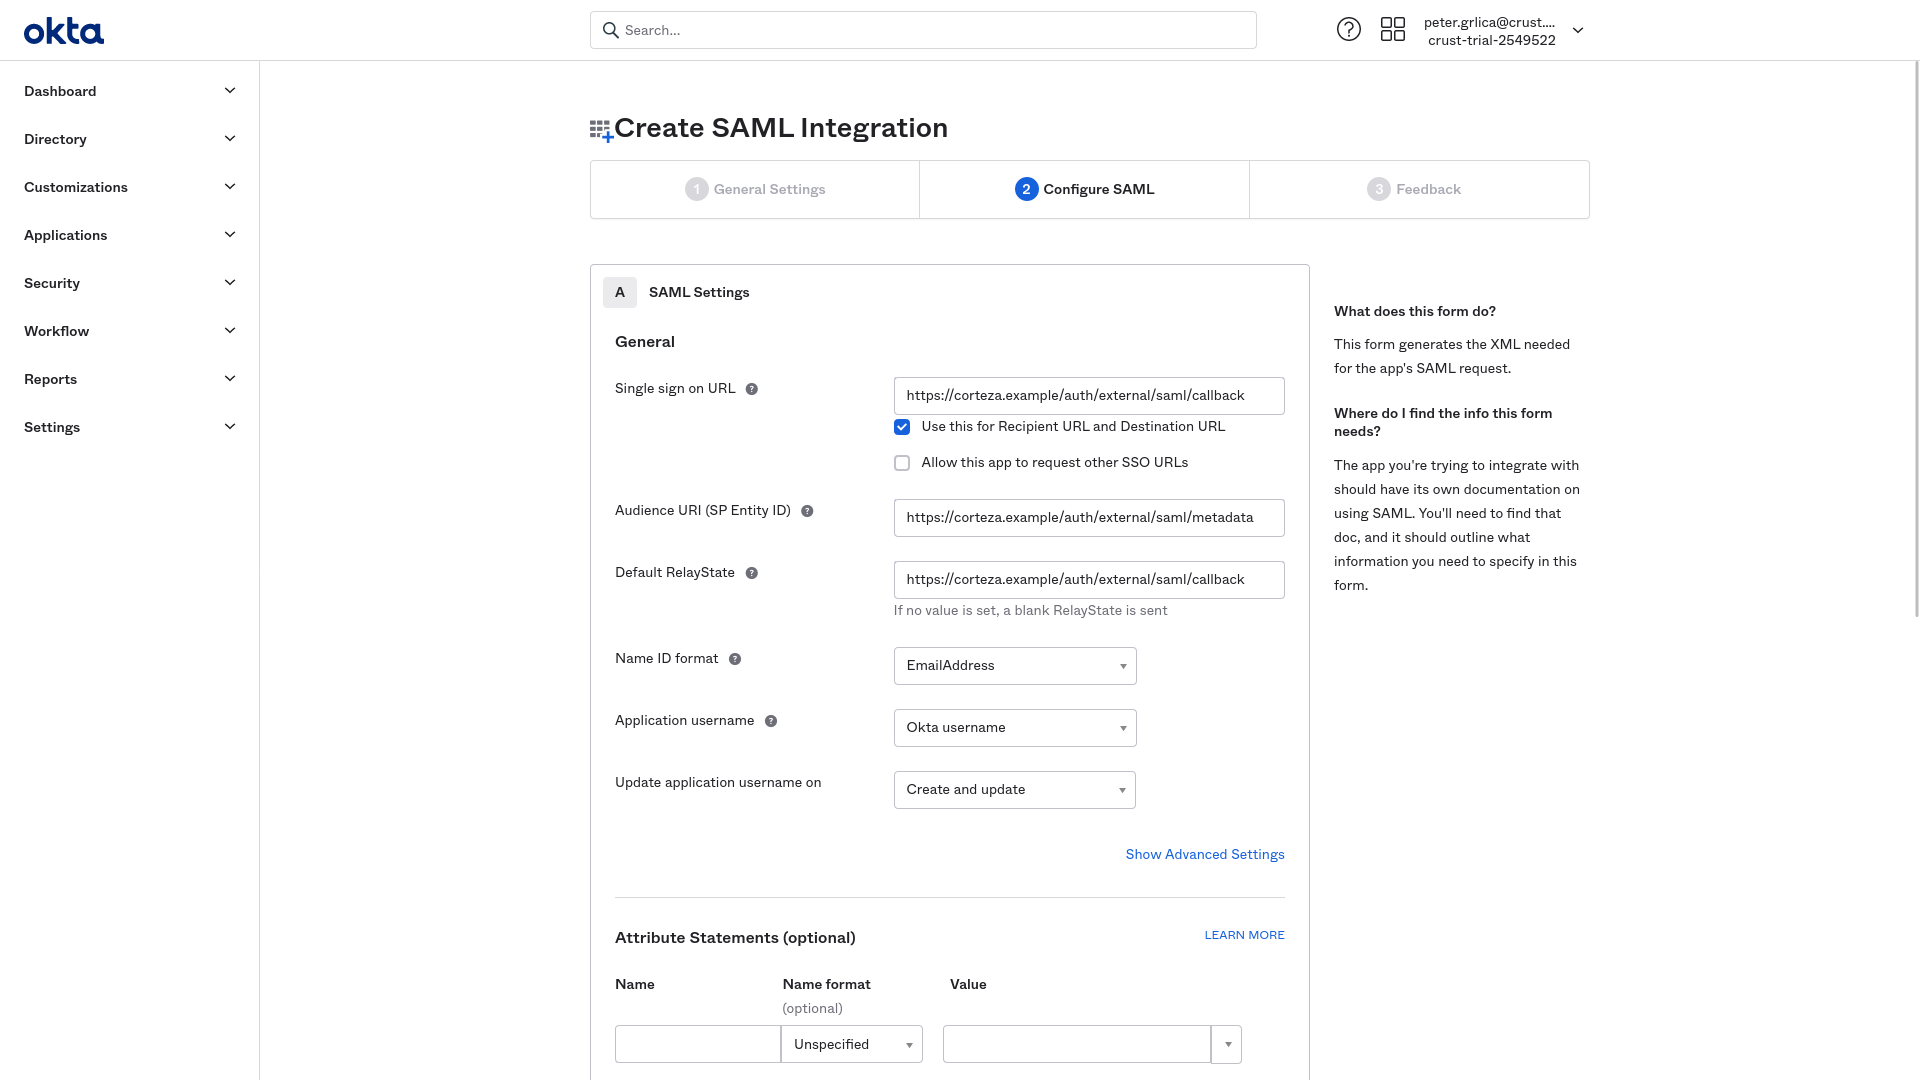 okta
Search...
peter.grlica@crust....
crust-trial-2549522
Dashboard
Directory
Customizations
Applications
Security
Workflow
Reports
Settings
Create SAML Integration
1 General Settings
2 Configure SAML
3 Feedback
A SAML Settings
General
Single sign on URL ?
https://corteza.example/auth/external/saml/callback
Use this for Recipient URL and Destination URL
Allow this app to request other SSO URLs
Audience URI (SP Entity ID) ?
https://corteza.example/auth/external/saml/metadata
Default RelayState ?
https://corteza.example/auth/external/saml/callback
If no value is set, a blank RelayState is sent
Name ID format ?
EmailAddress
Application username ?
Okta username
Update application username on
Create and update
Show Advanced Settings
Attribute Statements (optional)
LEARN MORE
Name
Name format
(optional)
Value
Unspecified
What does this form do?
This form generates the XML needed
for the app's SAML request.
Where do I find the info this form
needs?
The app you're trying to integrate with
should have its own documentation on
using SAML. You'll need to find that
doc, and it should outline what
information you need to specify in this
form.